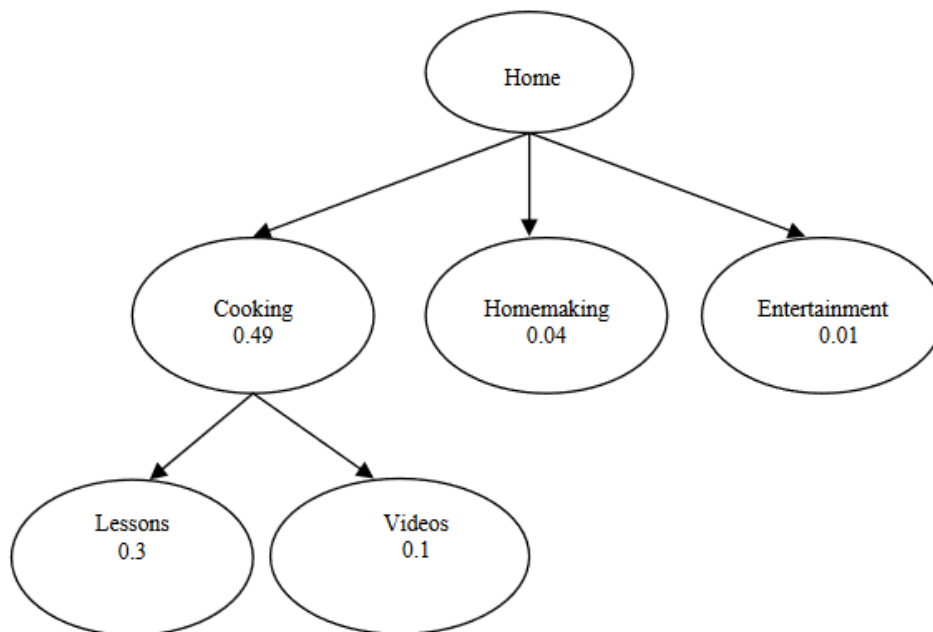 Home
Cooking
0.49
Homemaking
0.04
Entertainment
0.01
Lessons
0.3
Videos
0.1